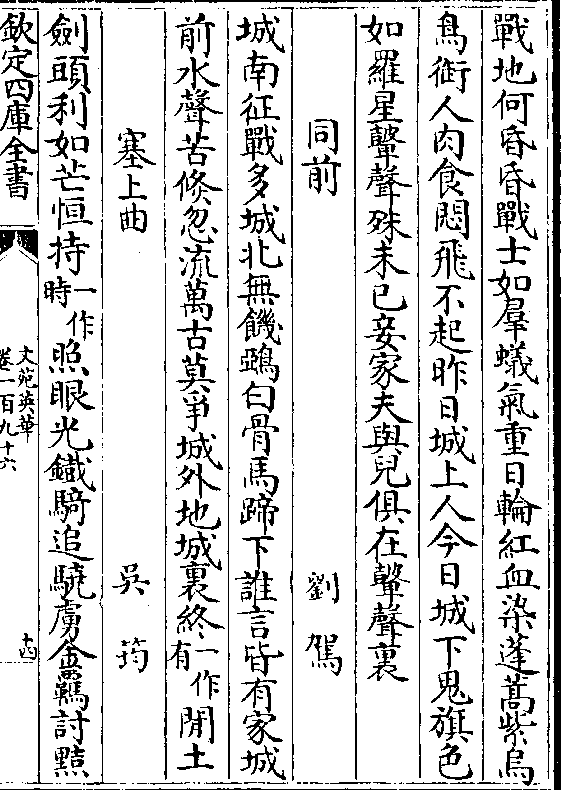 戰地何昏昏戰士如羣蟻氣重日輪紅血染蓬蒿紫烏
鳥銜人肉食悶飛不起昨日城上人今日城下鬼旗色
如羅星鼙聲殊未已妾家夫與兒俱在鼙聲裏
同前 劉駕
城南征戰多城北無饑鵶白骨馬蹄下誰言皆有家城
前水聲苦倐忽流萬古莫爭城外地城裏終一作有閒土
塞上曲 吳筠
劍頭利如芒恒持一作時照眼光鐵騎追驍虜金羈討黠
欽定四庫全書
文苑英華
卷一百九十六
十四